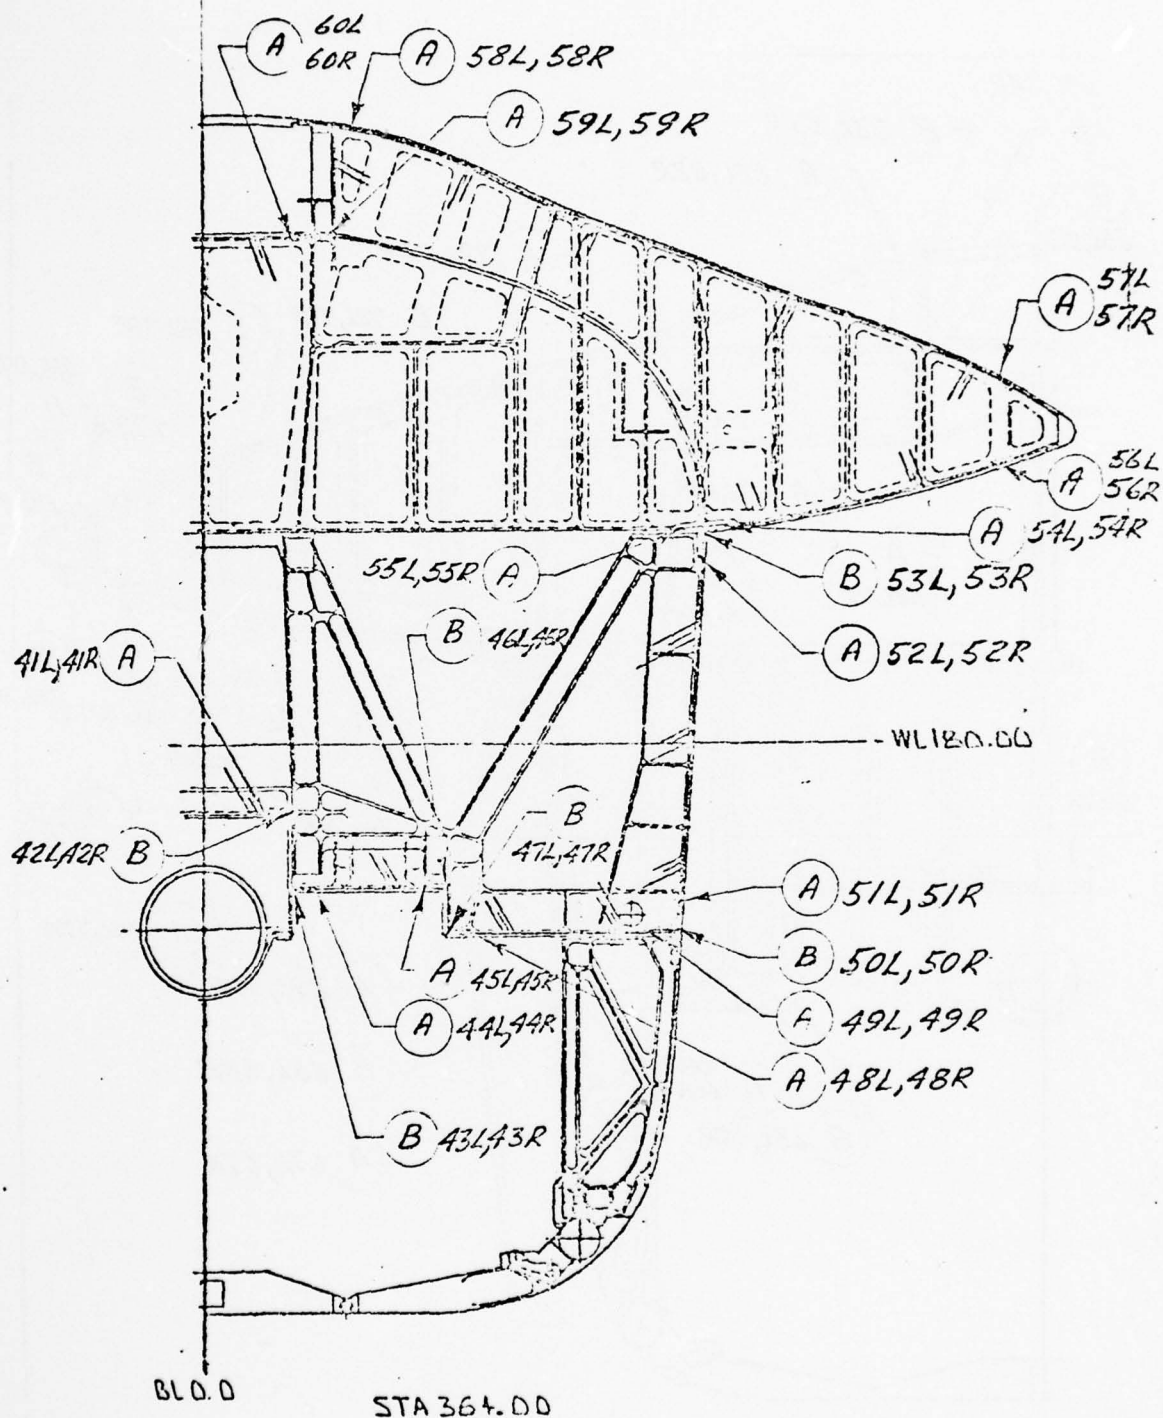 A 60L
60R
A 58L, 58R
A 59L, 59R
A 57L
57R
A 56L
56R
A 54L, 54R
55L, 55R A
B 53L, 53R
B 46L,
41L, 41R A
A 52L, 52R
WL180.00
B
47L, 47R
42L, 42R B
A 51L, 51R
B 50L, 50R
A 45L, 45R
A 44L, 44R
A 49L, 49R
A 48L, 48R
B 43L, 43R
BL0.0
STA 364.00